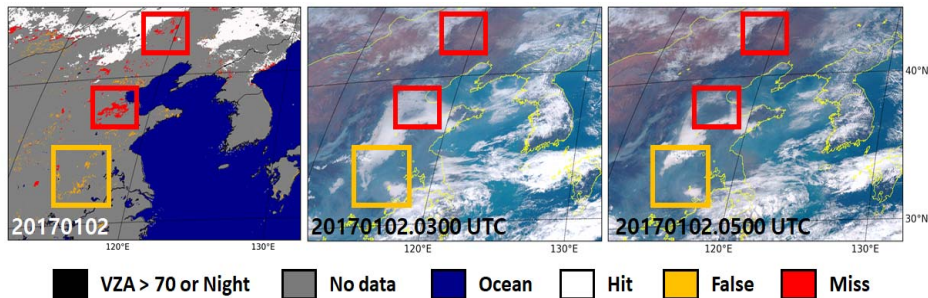 40°N
20170102
20170102.0300 UTC
20170102.0500 UTC
30°N
120°E
130°E
120°E
130°E
120°E
130°E
VZA > 70 or Night
No data
Ocean
Hit
False
Miss